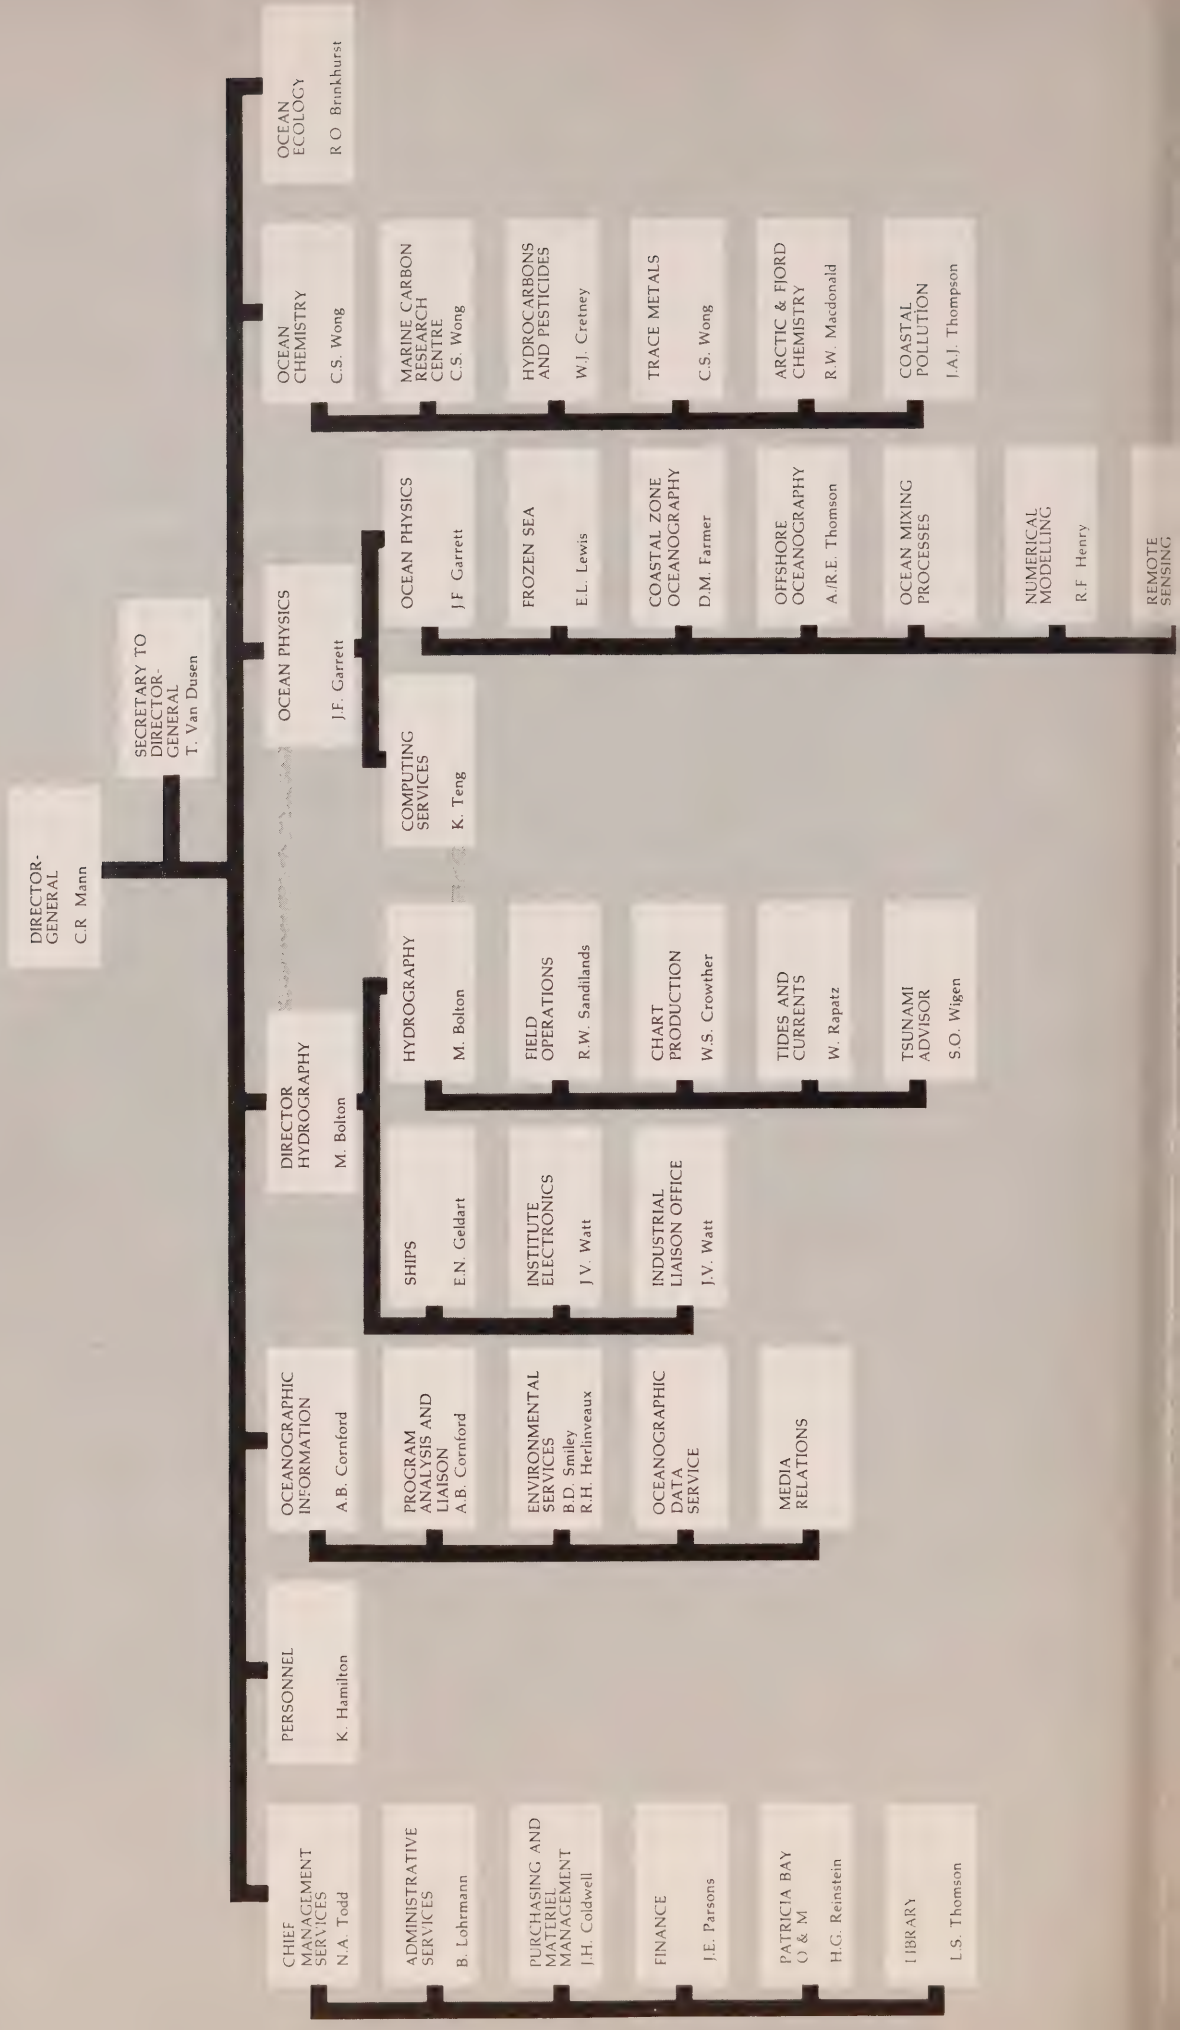 DIRECTOR-
GENERAL
C.R Mann
SECRETARY TO
DIRECTOR-
GENERAL
T. Van Dusen
CHIEF
MANAGEMENT
SERVICES
N.A. Todd
ADMINISTRATIVE
SERVICES
B. Lohrmann
PURCHASING AND
MATERIEL
MANAGEMENT
J.H. Coldwell
FINANCE
J.E. Parsons
PATRICIA BAY
O & M
H.G. Reinstein
LIBRARY
L.S. Thomson
PERSONNEL
K. Hamilton
OCEANOGRAPHIC
INFORMATION
A.B. Cornford
PROGRAM
ANALYSIS AND
LIAISON
A.B. Cornford
ENVIRONMENTAL
SERVICES
B.D. Smiley
R.H. Herlinveaux
OCEANOGRAPHIC
DATA
SERVICE
MEDIA
RELATIONS
DIRECTOR
HYDROGRAPHY
M. Bolton
SHIPS
E.N. Geldart
INSTITUTE
ELECTRONICS
J V. Watt
INDUSTRIAL
LIAISON OFFICE
J.V. Watt
HYDROGRAPHY
M. Bolton
FIELD
OPERATIONS
R.W. Sandilands
CHART
PRODUCTION
W.S. Crowther
TIDES AND
CURRENTS
W. Rapatz
TSUNAMI
ADVISOR
S.O. Wigen
OCEAN PHYSICS
J.F. Garrett
COMPUTING
SERVICES
K. Teng
OCEAN PHYSICS
J F Garrett
FROZEN SEA
E.L. Lewis
COASTAL ZONE
OCEANOGRAPHY
D.M. Farmer
OFFSHORE
OCEANOGRAPHY
A./R.E. Thomson
OCEAN MIXING
PROCESSES
NUMERICAL
MODELLING
R.F Henry
REMOTE
SENSING
OCEAN
CHEMISTRY
C.S. Wong
MARINE CARBON
RESEARCH
CENTRE
C.S. Wong
HYDROCARBONS
AND PESTICIDES
W.J. Cretney
TRACE METALS
C.S. Wong
ARCTIC & FJORD
CHEMISTRY
R.W. Macdonald
COASTAL
POLLUTION
J.A.J. Thompson
OCEAN
ECOLOGY
R O Brinkhurst